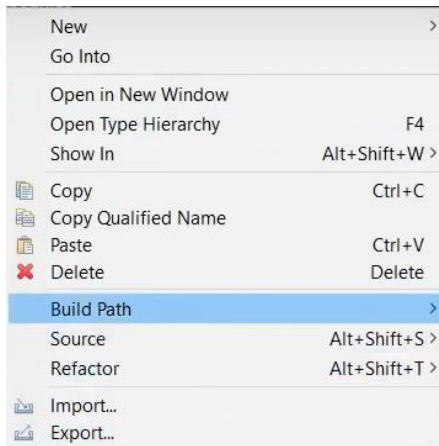 New >
Go Into
Open in New Window
Open Type Hierarchy F4
Show In Alt+Shift+W >
Copy Ctrl+C
Copy Qualified Name
Paste Ctrl+V
Delete Delete
Build Path >
Source Alt+Shift+S >
Refactor Alt+Shift+T >
Import...
Export...